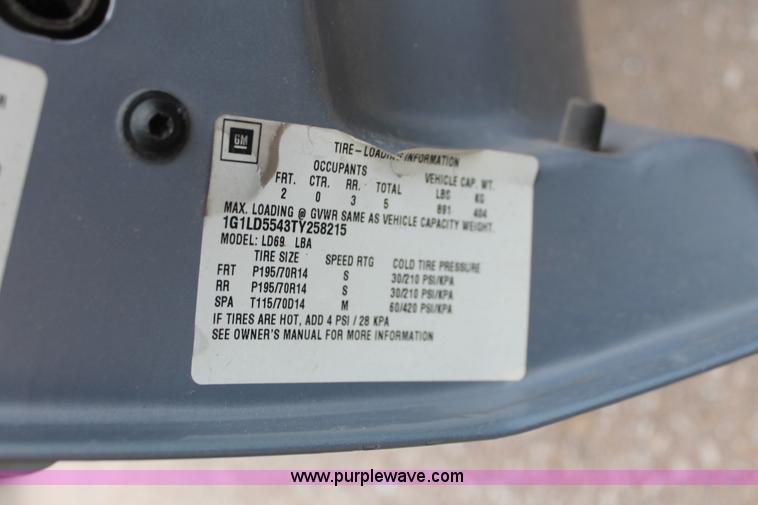 GM
TIRE-LOADING INFORMATION
OCCUPANTS
VEHICLE CAP. WT.
FRT. CTR. RR. TOTAL LBS KG
2 0 3 5 891 404
MAX. LOADING @ GVWR SAME AS VEHICLE CAPACITY WEIGHT.
1G1LD5543TY258215
MODEL: LD69 LBA
TIRE SIZE SPEED RTG COLD TIRE PRESSURE
FRT P195/70R14 S 30/210 PSI/KPA
RR P195/70R14 S 30/210 PSI/KPA
SPA T115/70D14 M 60/420 PSI/KPA
IF TIRES ARE HOT, ADD 4 PSI / 28 KPA
SEE OWNER'S MANUAL FOR MORE INFORMATION
www.purplewave.com